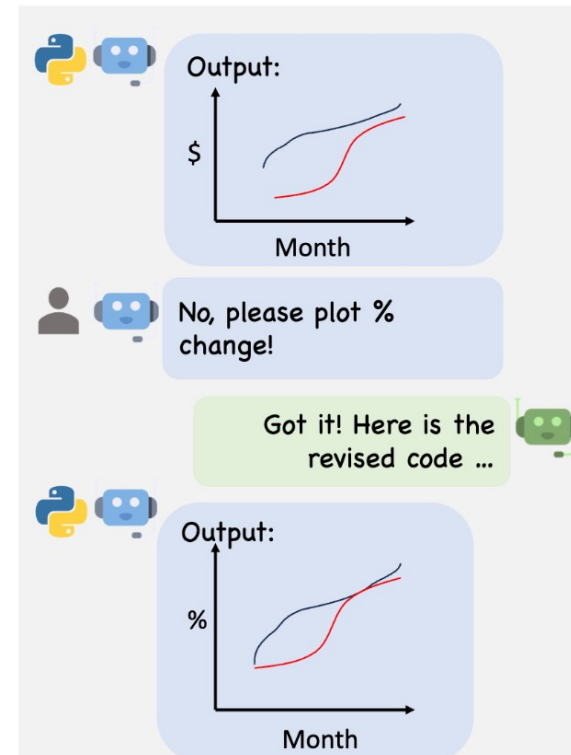 Output:
$
Month
No, please plot %
change!
Got it! Here is the
revised code ...
Output:
%
Month